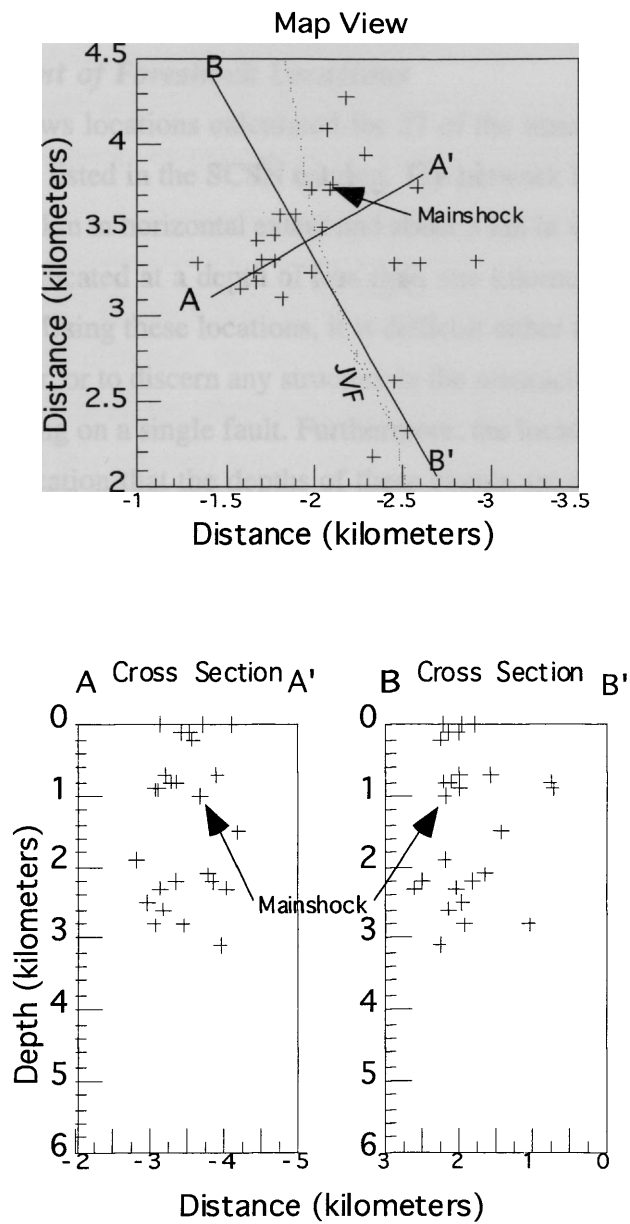 Map View
4.5
4
3.5
3
2.5
2
Distance (kilometers)
B
A'
Mainshock
A
JVF
B'
-1 -1.5 -2 -2.5 -3 -3.5
Distance (kilometers)
A Cross Section A'
B Cross Section B'
0
1
2
3
4
5
6
Depth (kilometers)
0
1
2
3
4
5
6
Mainshock
-2 -3 -4 -5
3 2 1 0
Distance (kilometers)